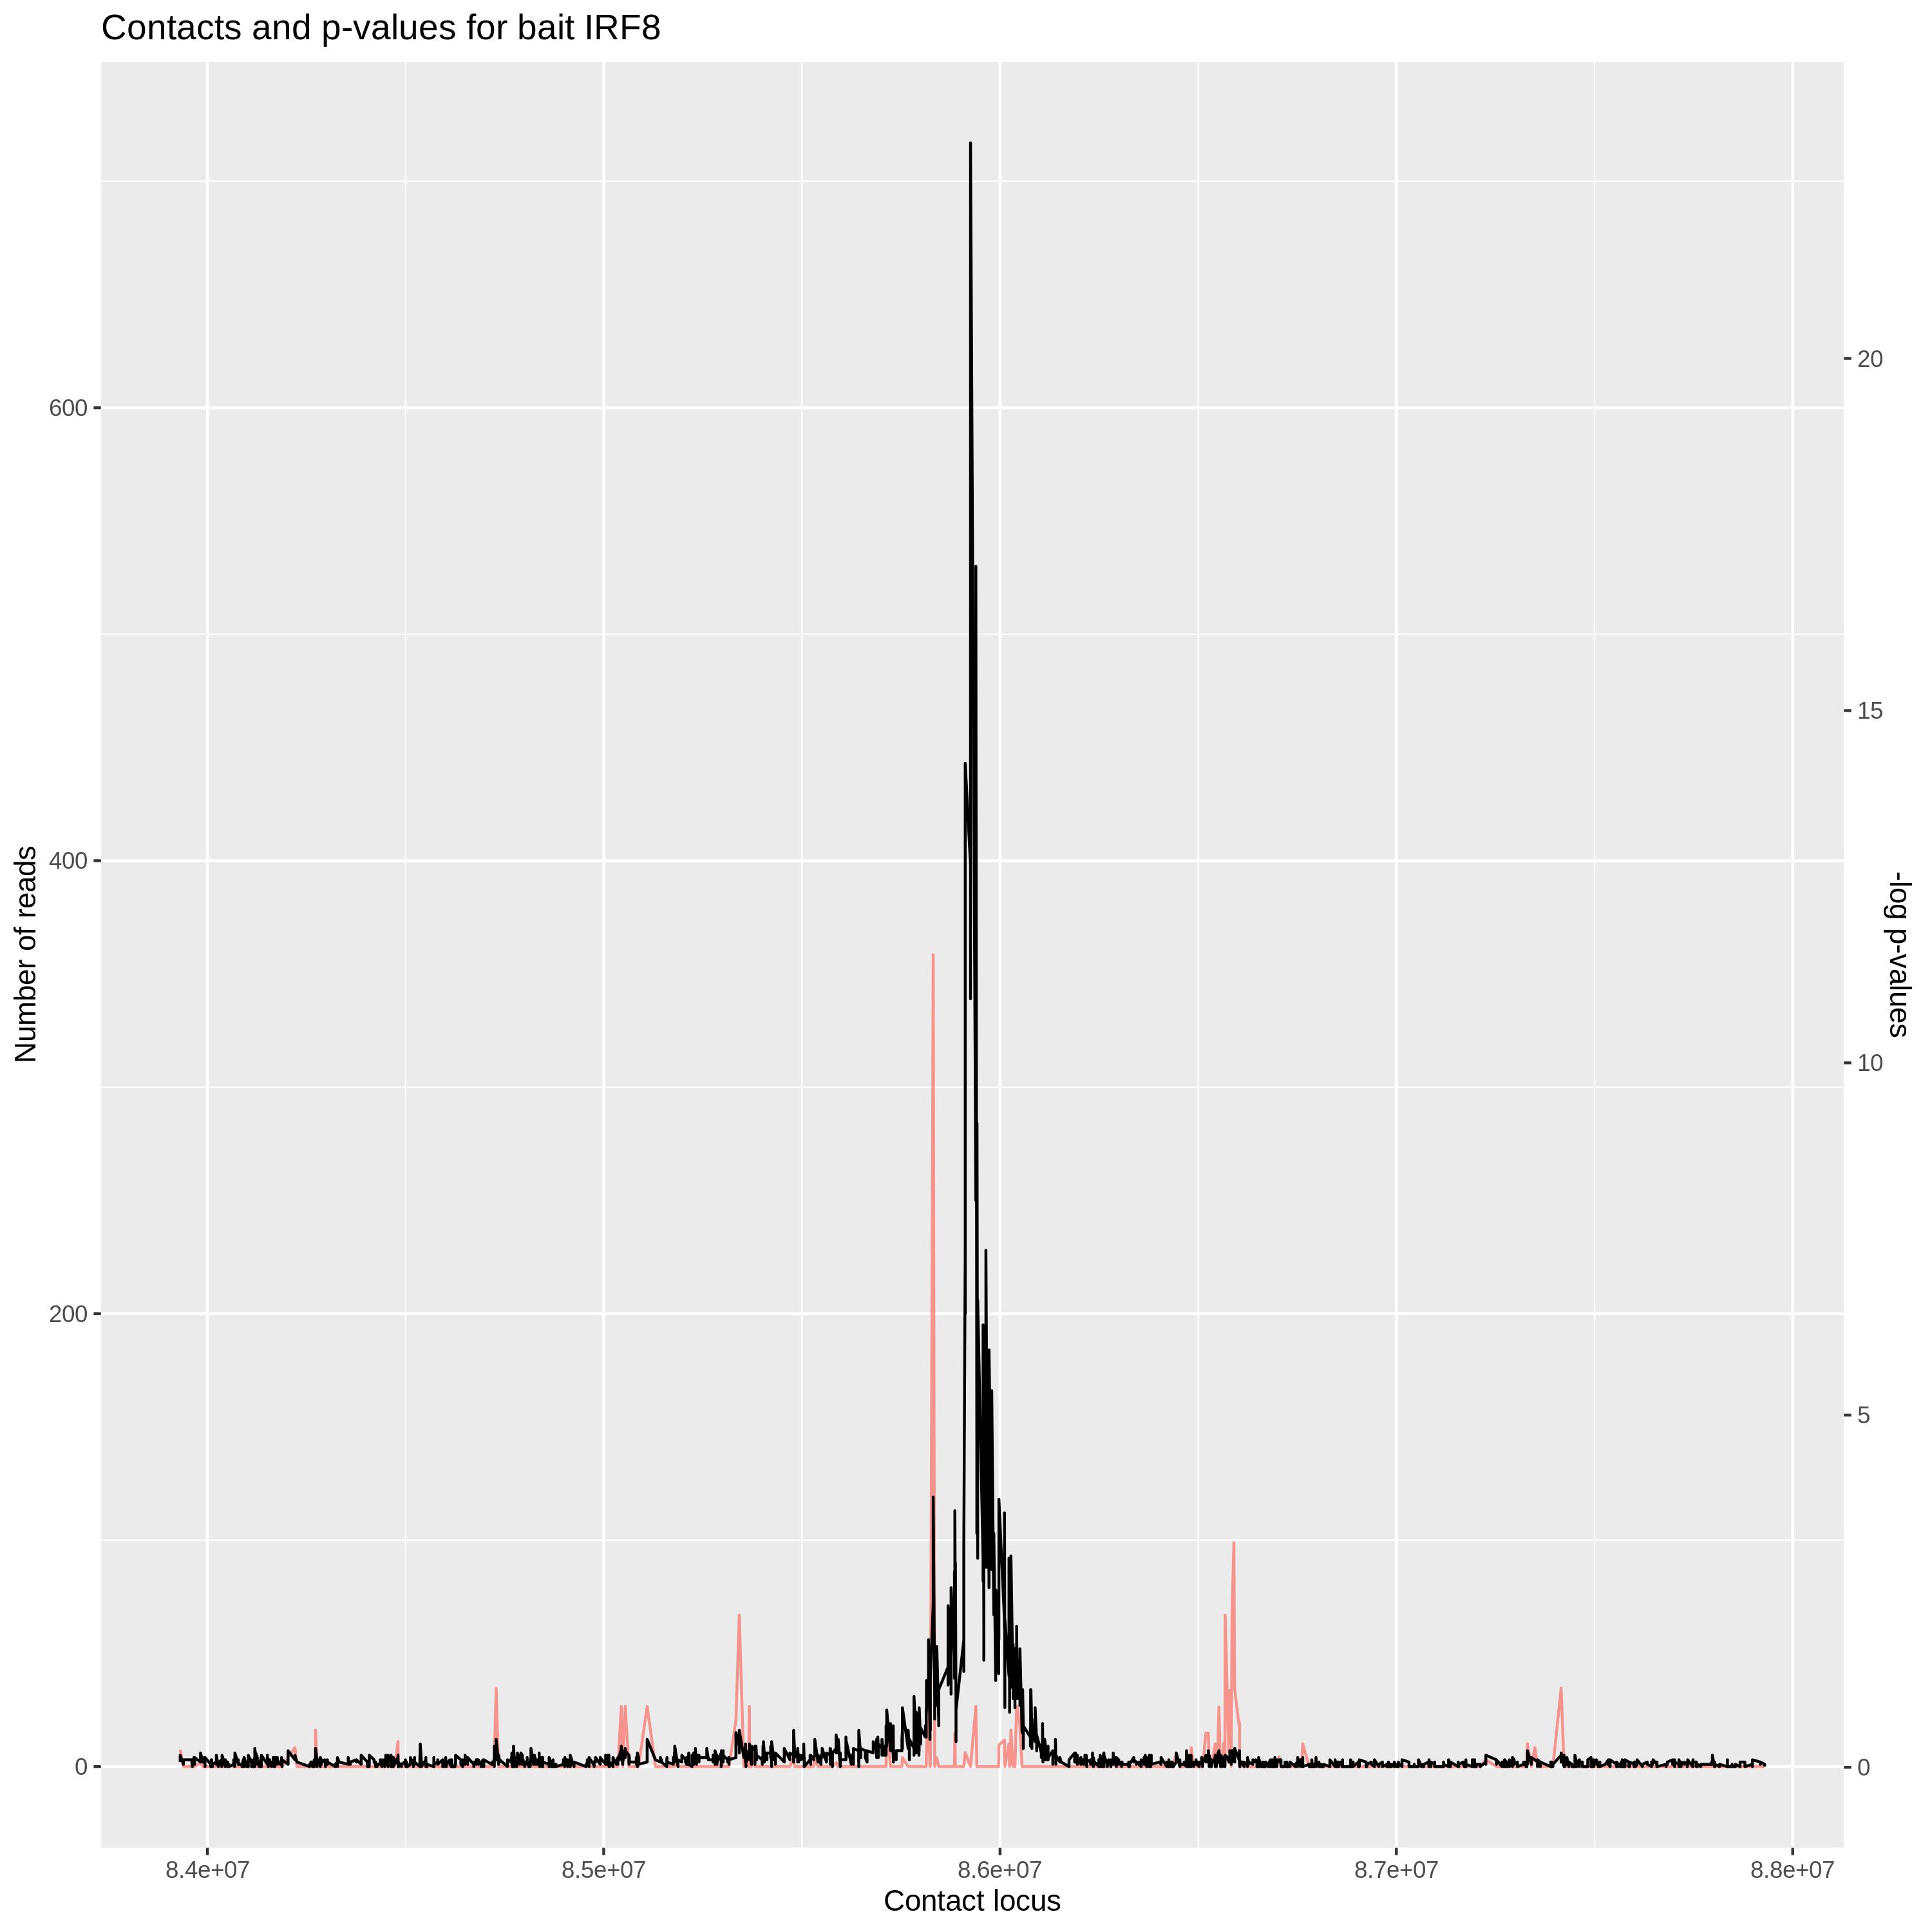 Contacts and p-values for bait IRF8
Number of reads
600
400
200
0
-log p-values
20
15
10
5
0
8.4e+07 8.5e+07 8.6e+07 8.7e+07 8.8e+07
Contact locus